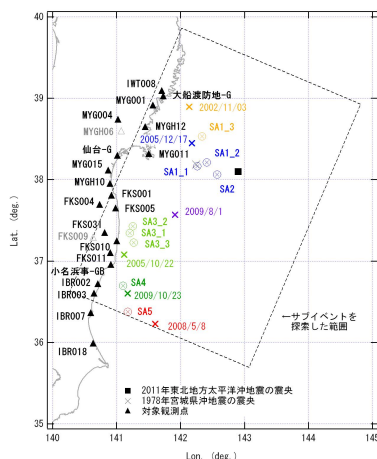 40
39
38
37
36
35
Lat. (deg.)
IWT008
大船渡防地-G
MYG001
2002/11/03
MYG004
MYGH06
MYGH12
SA1_3
2005/12/17
仙台-G
MYG011
SA1_2
MYG015
SA1_1
MYGH10
SA2
FKS001
FKS004
FKS005
2009/8/1
SA3_2
FKS031
SA3_1
FKS009
SA3_3
FKS010
FKS011
2005/10/22
小名浜事-GB
IBR002
SA4
IBR003
2009/10/23
IBR007
SA5
2008/5/8
←サブイベントを
探索した範囲
IBR018
■ 2011年東北地方太平洋沖地震の震央
× 1978年宮城県沖地震の震央
▲ 対象観測点
140 141 142 143 144 145
Lon. (deg.)